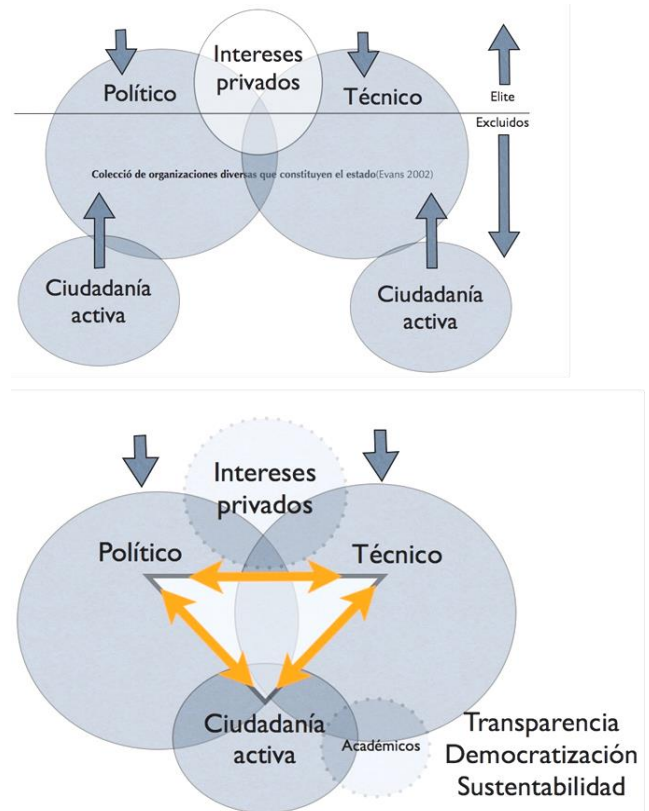 Intereses
privados
Político
Técnico
Elite
Excluidos
Colecció de organizaciones diversas que constituyen el estado(Evans 2002)
Ciudadanía
activa
Ciudadanía
activa
Intereses
privados
Político
Técnico
Ciudadanía
activa
Académicos
Transparencia
Democratización
Sustentabilidad